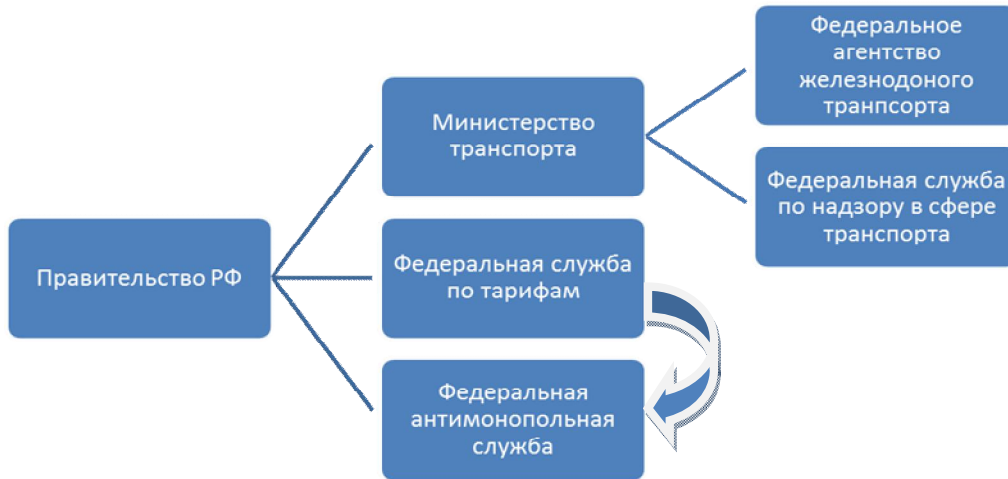 Правительство РФ
Министерство
транспорта
Федеральная служба
по тарифам
Федеральная
антимонопольная
служба
Федеральное
агентство
железнодоного
транпсорта
Федеральная служба
по надзору в сфере
транспорта